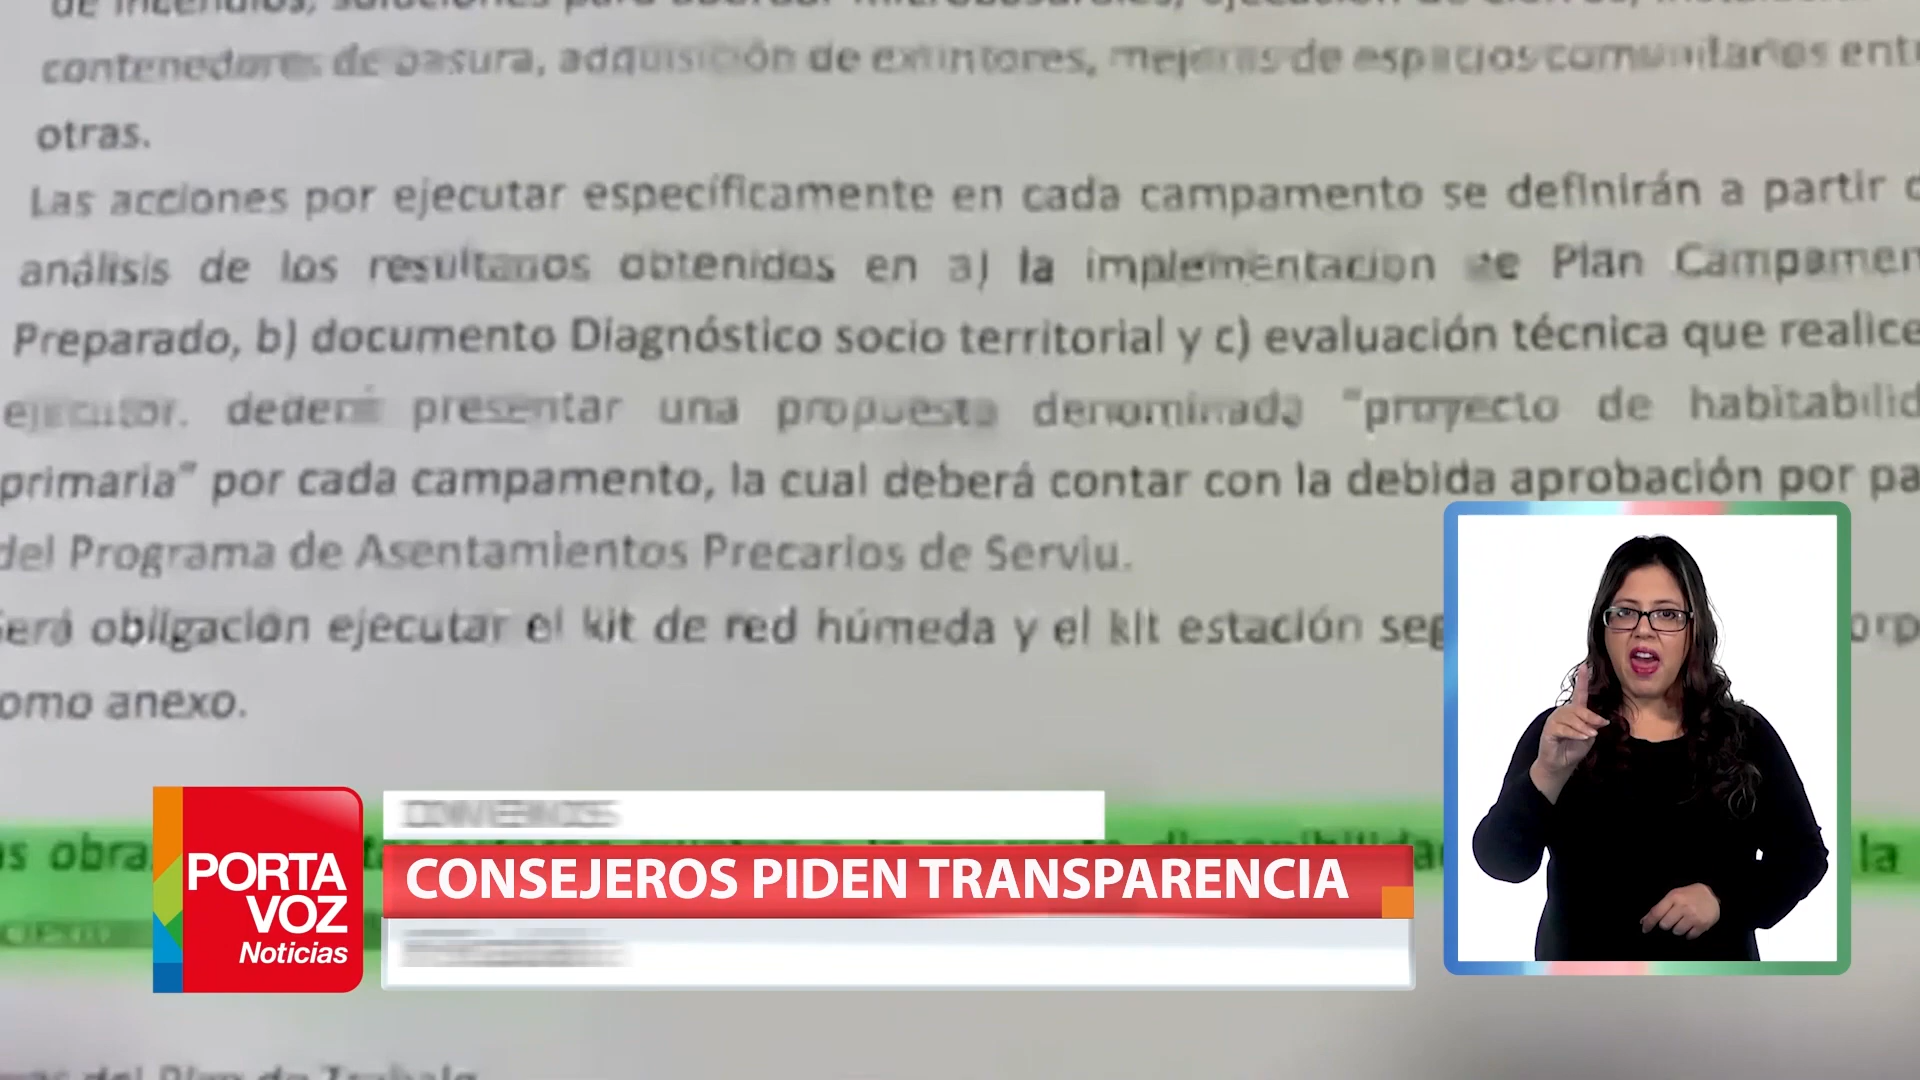 contenedores de basura, adquisición de extintores, mejoras de espacios comunitarios
otras.
Las acciones por ejecutar específicamente en cada campamento se definirán a partir
análisis de los resultados obtenidos en a) la implementación de Plan Campamen
Preparado, b) documento Diagnóstico socio territorial y c) evaluación técnica que realice
ejecutor. deberá presentar una propuesta denominada "proyecto de habitabilid
primaria" por cada campamento, la cual deberá contar con la debida aprobación por pa
del Programa de Asentamientos Precarios de Serviu.
será obligación ejecutar el kit de red húmeda y el kit estación seg
omo anexo.
CONSEJEROS PIDEN TRANSPARENCIA
PORTA
VOZ
Noticias